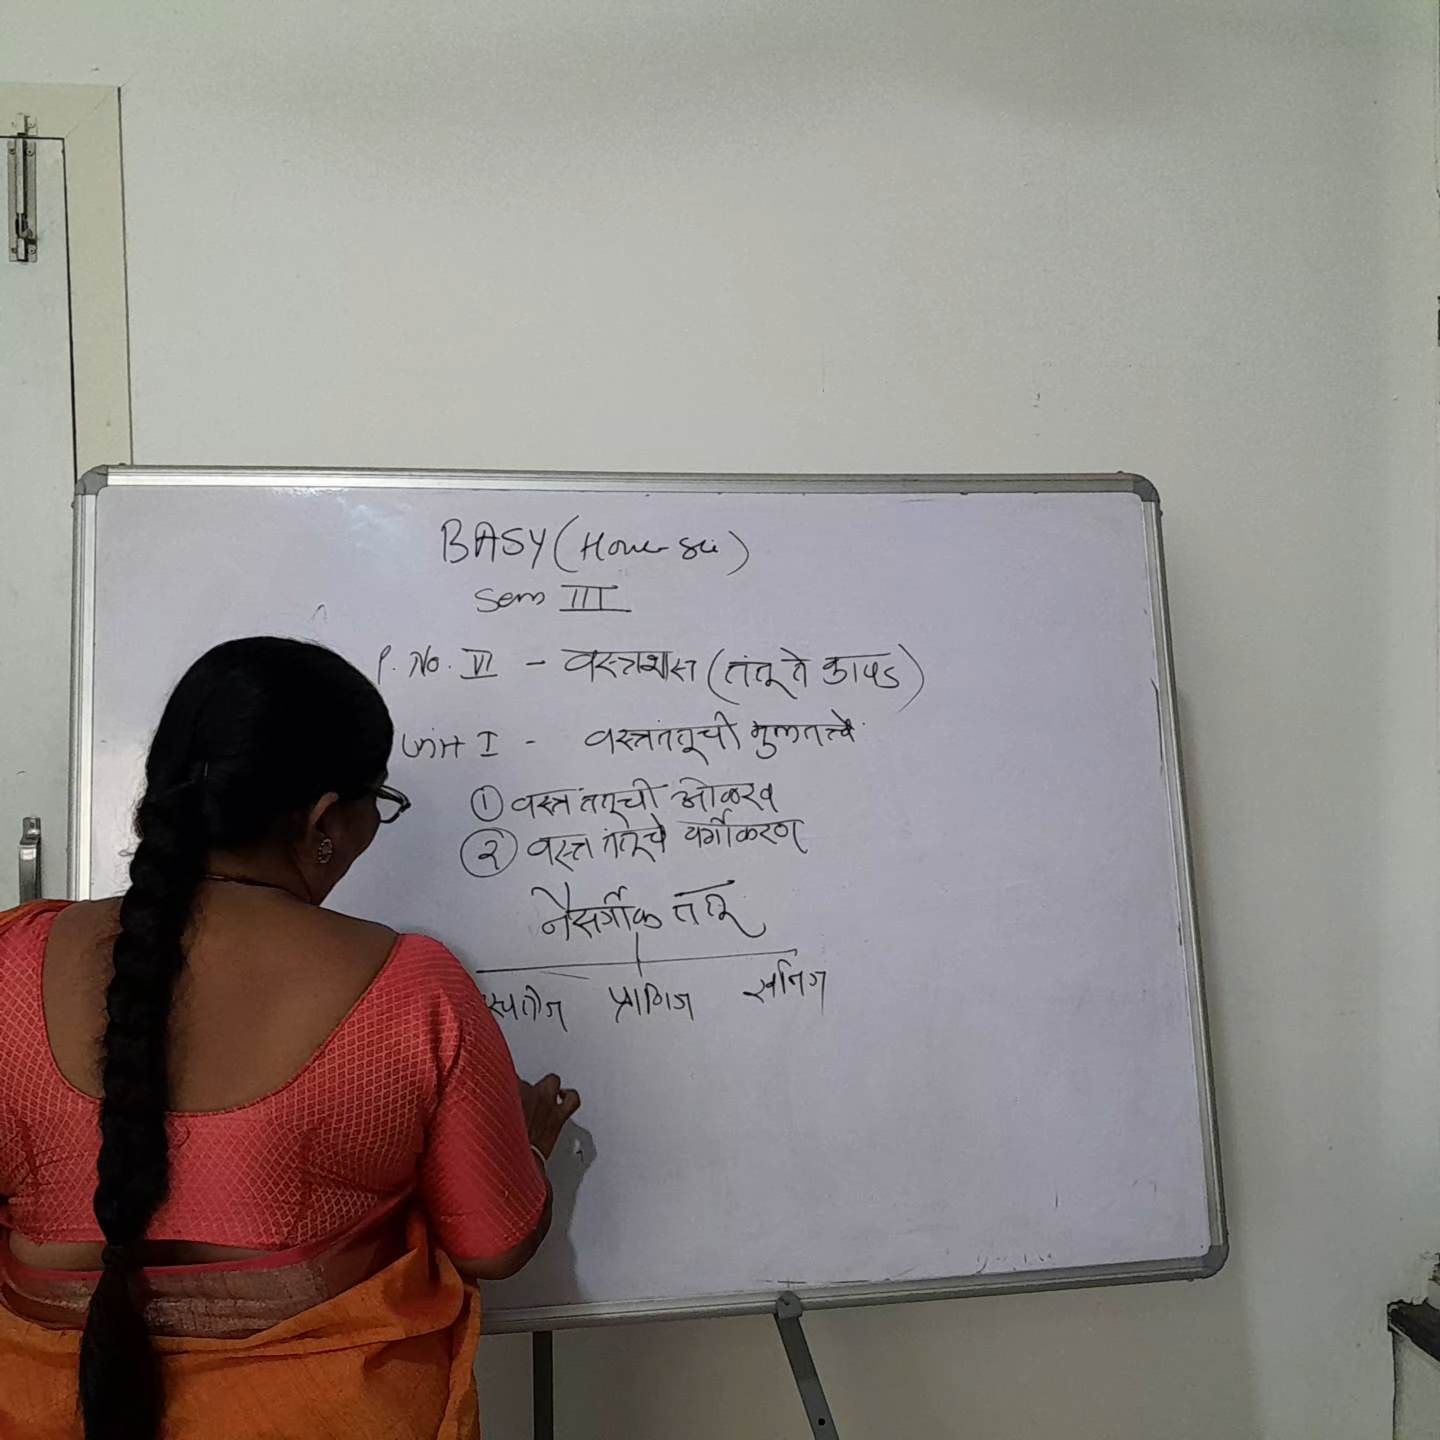 BASY (Home Sci)
Sem III
P. No. VI - वस्त्रशास्त्र (तंतू ते कापड)
Unit I - वस्त्रतंतूची मुलतत्वे
① वस्त्र तंतूची ओळख
② वस्त्र तंतूचे वर्गीकरण
नैसर्गीक तंतू
प्राणिज खनिज